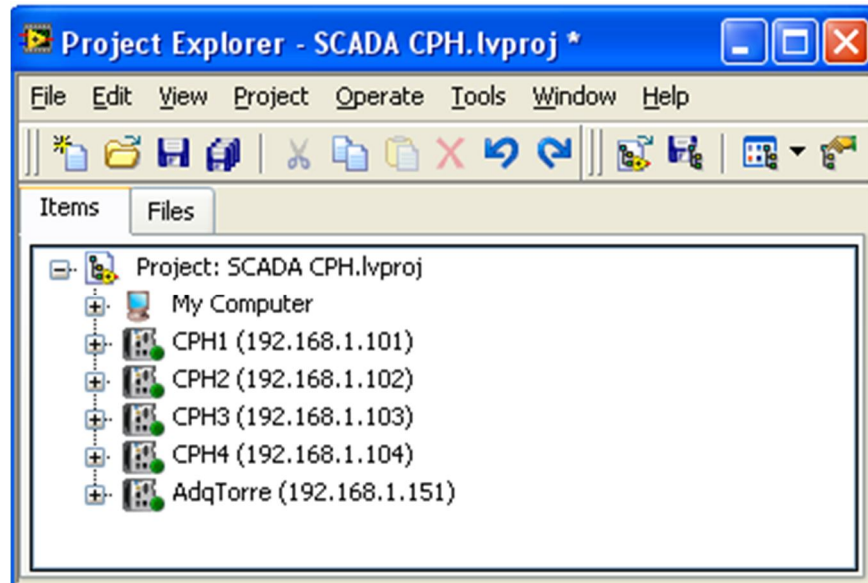 Project Explorer - SCADA CPH.lvproj *
File Edit View Project Operate Tools Window Help
Items Files
Project: SCADA CPH.lvproj
My Computer
CPH1 (192.168.1.101)
CPH2 (192.168.1.102)
CPH3 (192.168.1.103)
CPH4 (192.168.1.104)
AdqTorre (192.168.1.151)